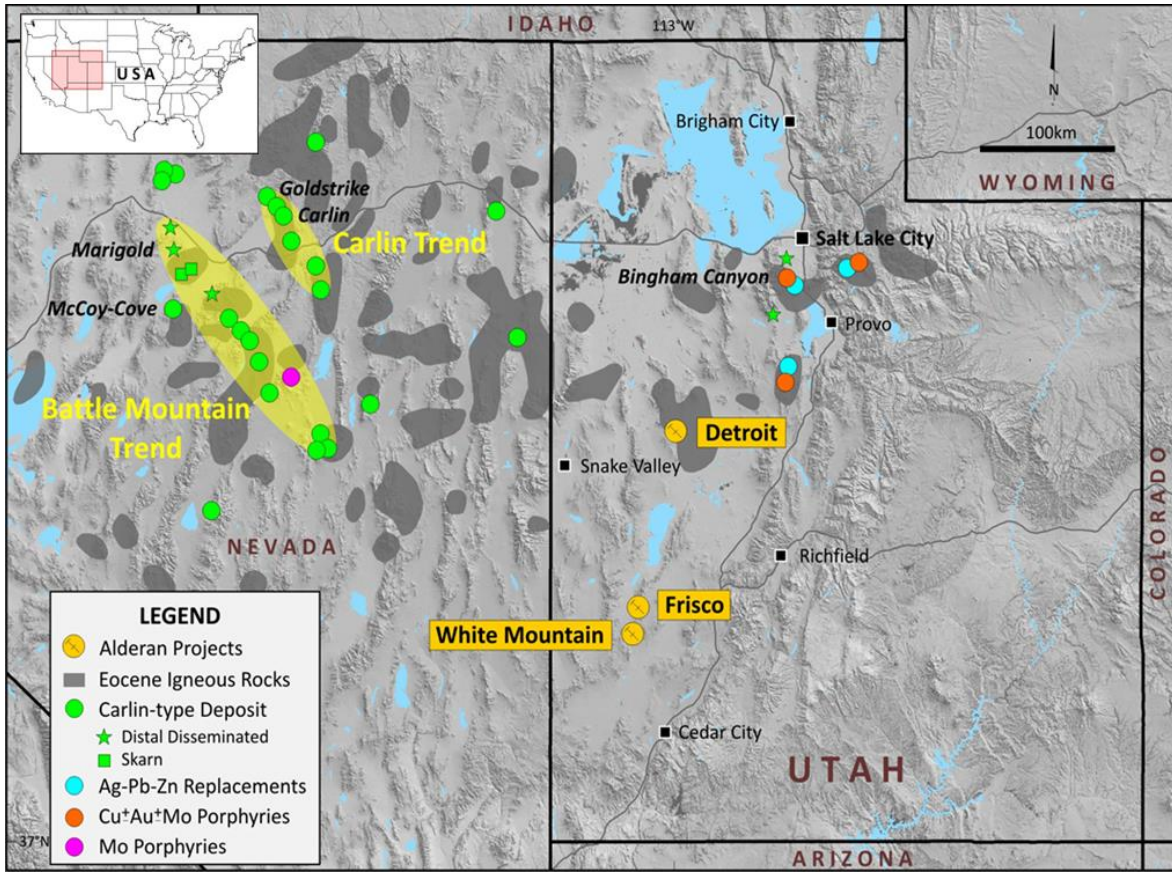 IDAHO
113°W
USA
N
100km
WYOMING
Brigham City
Goldstrike
Carlin
Carlin Trend
Marigold
Salt Lake City
Bingham Canyon
McCoy-Cove
Provo
Battle Mountain
Trend
Detroit
Snake Valley
COLORADO
NEVADA
Richfield
Frisco
White Mountain
Cedar City
UTAH
37°N
ARIZONA
LEGEND
Alderan Projects
Eocene Igneous Rocks
Carlin-type Deposit
Distal Disseminated
Skarn
Ag-Pb-Zn Replacements
Cu±Au±Mo Porphyries
Mo Porphyries